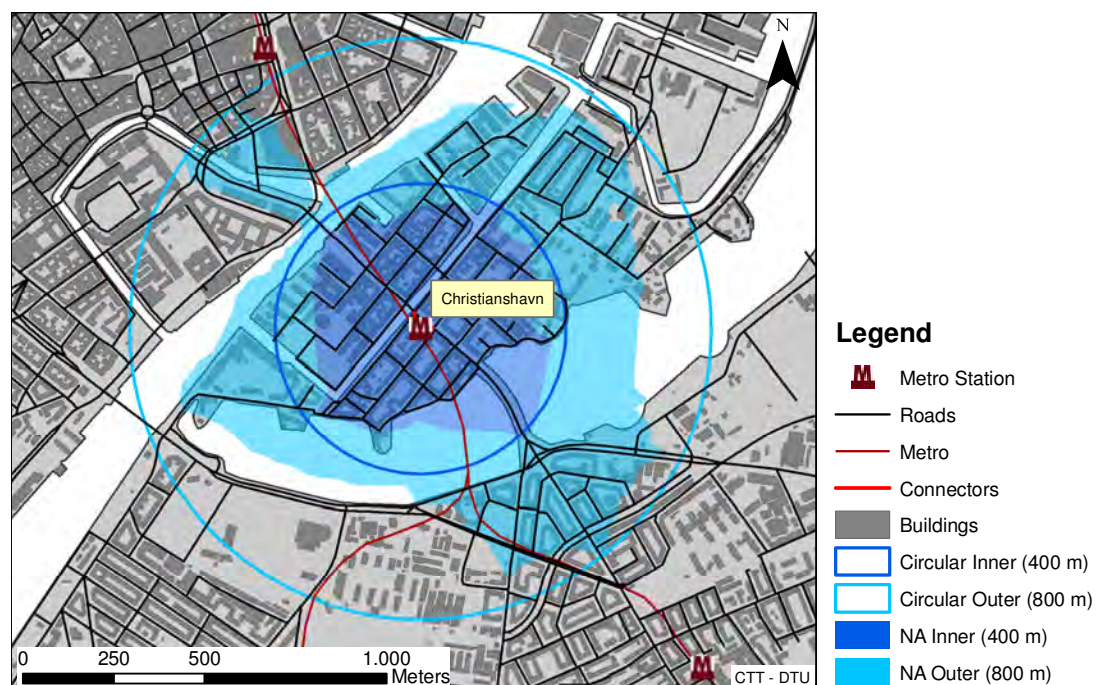 N
Christianshavn
0 250 500 1.000
Meters
CTT - DTU
Legend
M Metro Station
Roads
Metro
Connectors
Buildings
Circular Inner (400 m)
Circular Outer (800 m)
NA Inner (400 m)
NA Outer (800 m)